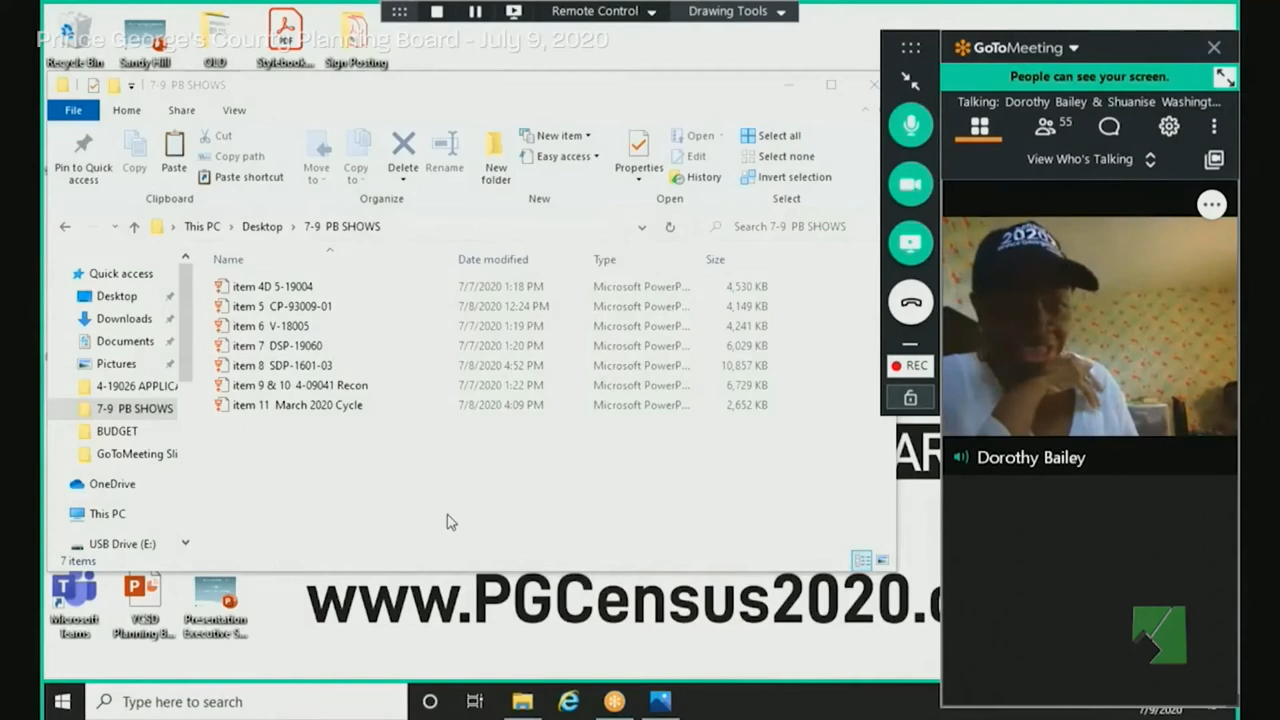 Remote Control
Drawing Tools
Prince George's County Planning Board - July 9, 2020
Recycle Bin
Sandy Hill
OLD
Stylebook...
Sign Posting
7-9 PB SHOWS
File
Home
Share
View
Pin to Quick access
Copy
Paste
Cut
Copy path
Paste shortcut
Clipboard
Move to
Copy to
Delete
Rename
Organize
New folder
New item
Easy access
New
Properties
Open
Edit
History
Open
Select all
Select none
Invert selection
Select
This PC
Desktop
7-9 PB SHOWS
Search 7-9 PB SHOWS
Name
Date modified
Type
Size
item 4D 5-19004 7/7/2020 1:18 PM Microsoft PowerP... 4,530 KB
item 5 CP-93009-01 7/8/2020 12:24 PM Microsoft PowerP... 4,149 KB
item 6 V-18005 7/7/2020 1:19 PM Microsoft PowerP... 4,241 KB
item 7 DSP-19060 7/7/2020 1:20 PM Microsoft PowerP... 6,029 KB
item 8 SDP-1601-03 7/8/2020 4:52 PM Microsoft PowerP... 10,857 KB
item 9 & 10 4-09041 Recon 7/7/2020 1:22 PM Microsoft PowerP... 6,729 KB
item 11 March 2020 Cycle 7/8/2020 4:09 PM Microsoft PowerP... 2,652 KB
Quick access
Desktop
Downloads
Documents
Pictures
4-19026 APPLICA
7-9 PB SHOWS
BUDGET
GoToMeeting Sli
OneDrive
This PC
USB Drive (E:)
7 items
Microsoft Teams
VCSD Planning B...
Presentation Executive S...
www.PGCensus2020.
AR
Type here to search
7/9/2020
REC
GoToMeeting
People can see your screen.
Talking: Dorothy Bailey & Shuanise Washingt...
55
View Who's Talking
2020
Dorothy Bailey